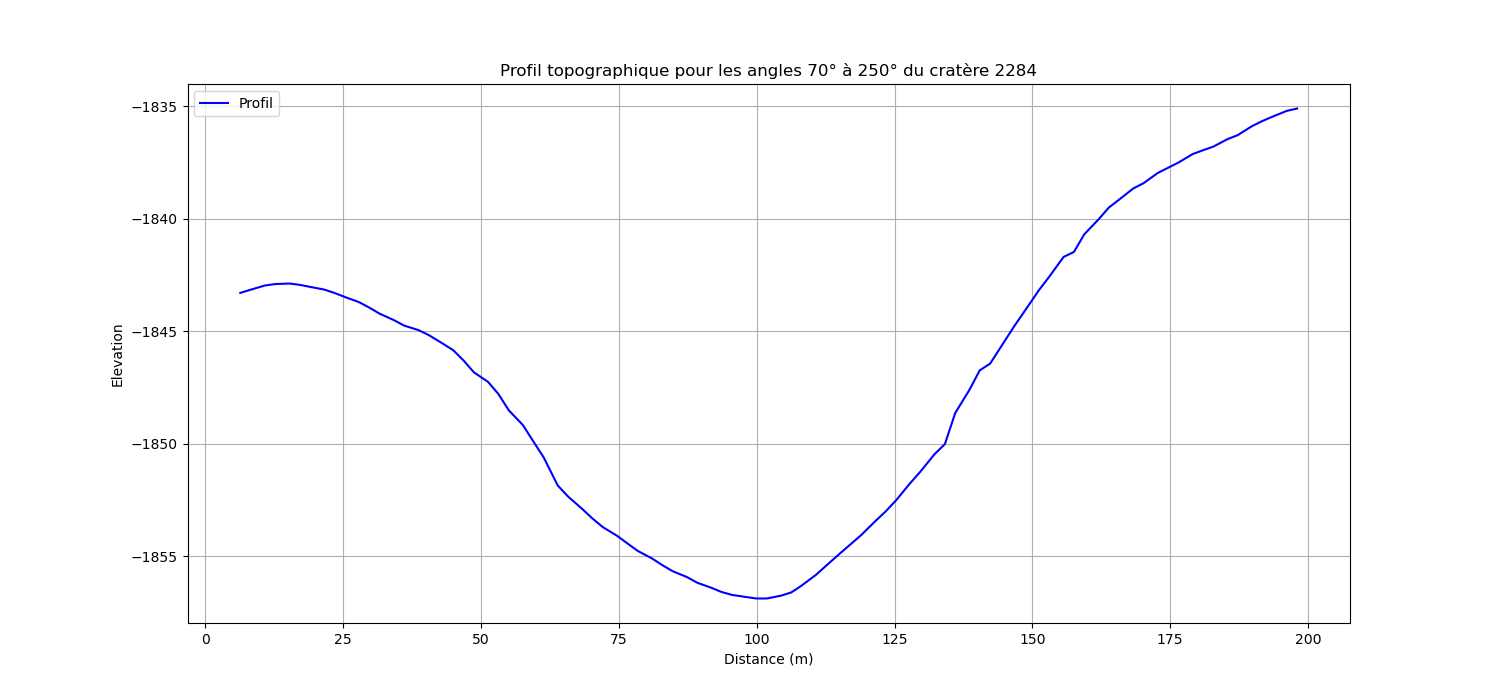 Profil topographique pour les angles 70° à 250° du cratère 2284
Profil
−1835
−1840
−1845
−1850
−1855
Elevation
0 25 50 75 100 125 150 175 200
Distance (m)